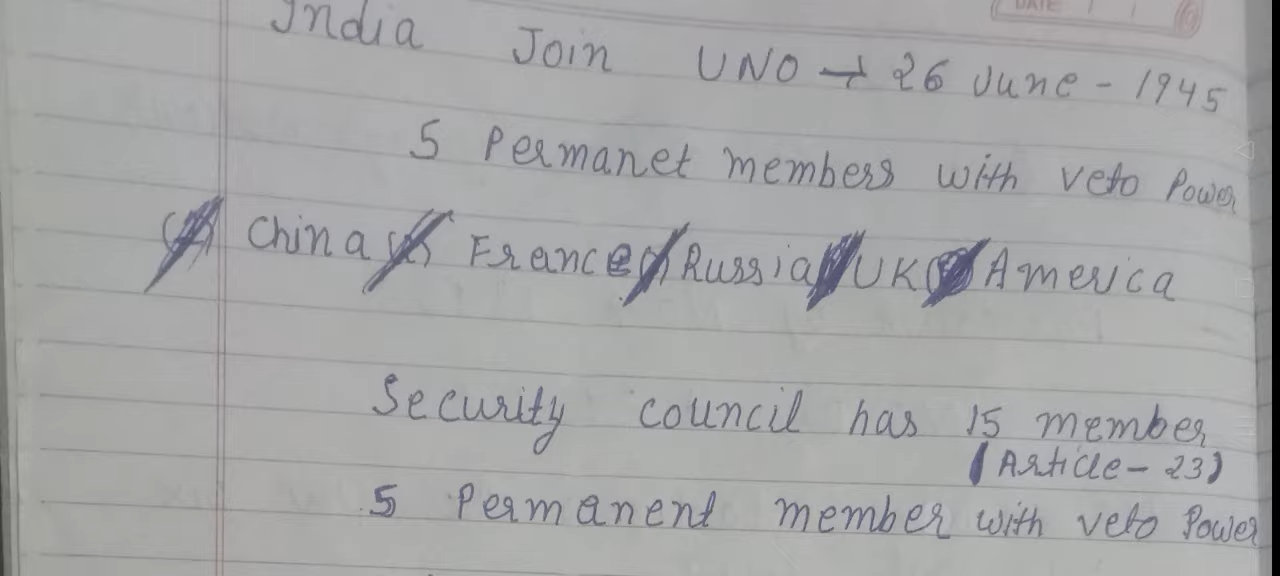 DATE
India Join UNO → 26 June - 1945
5 Permanet members with veto Power
China France Russia UK America
Security council has 15 member
(Article - 23)
5 Permanent member with veto Power